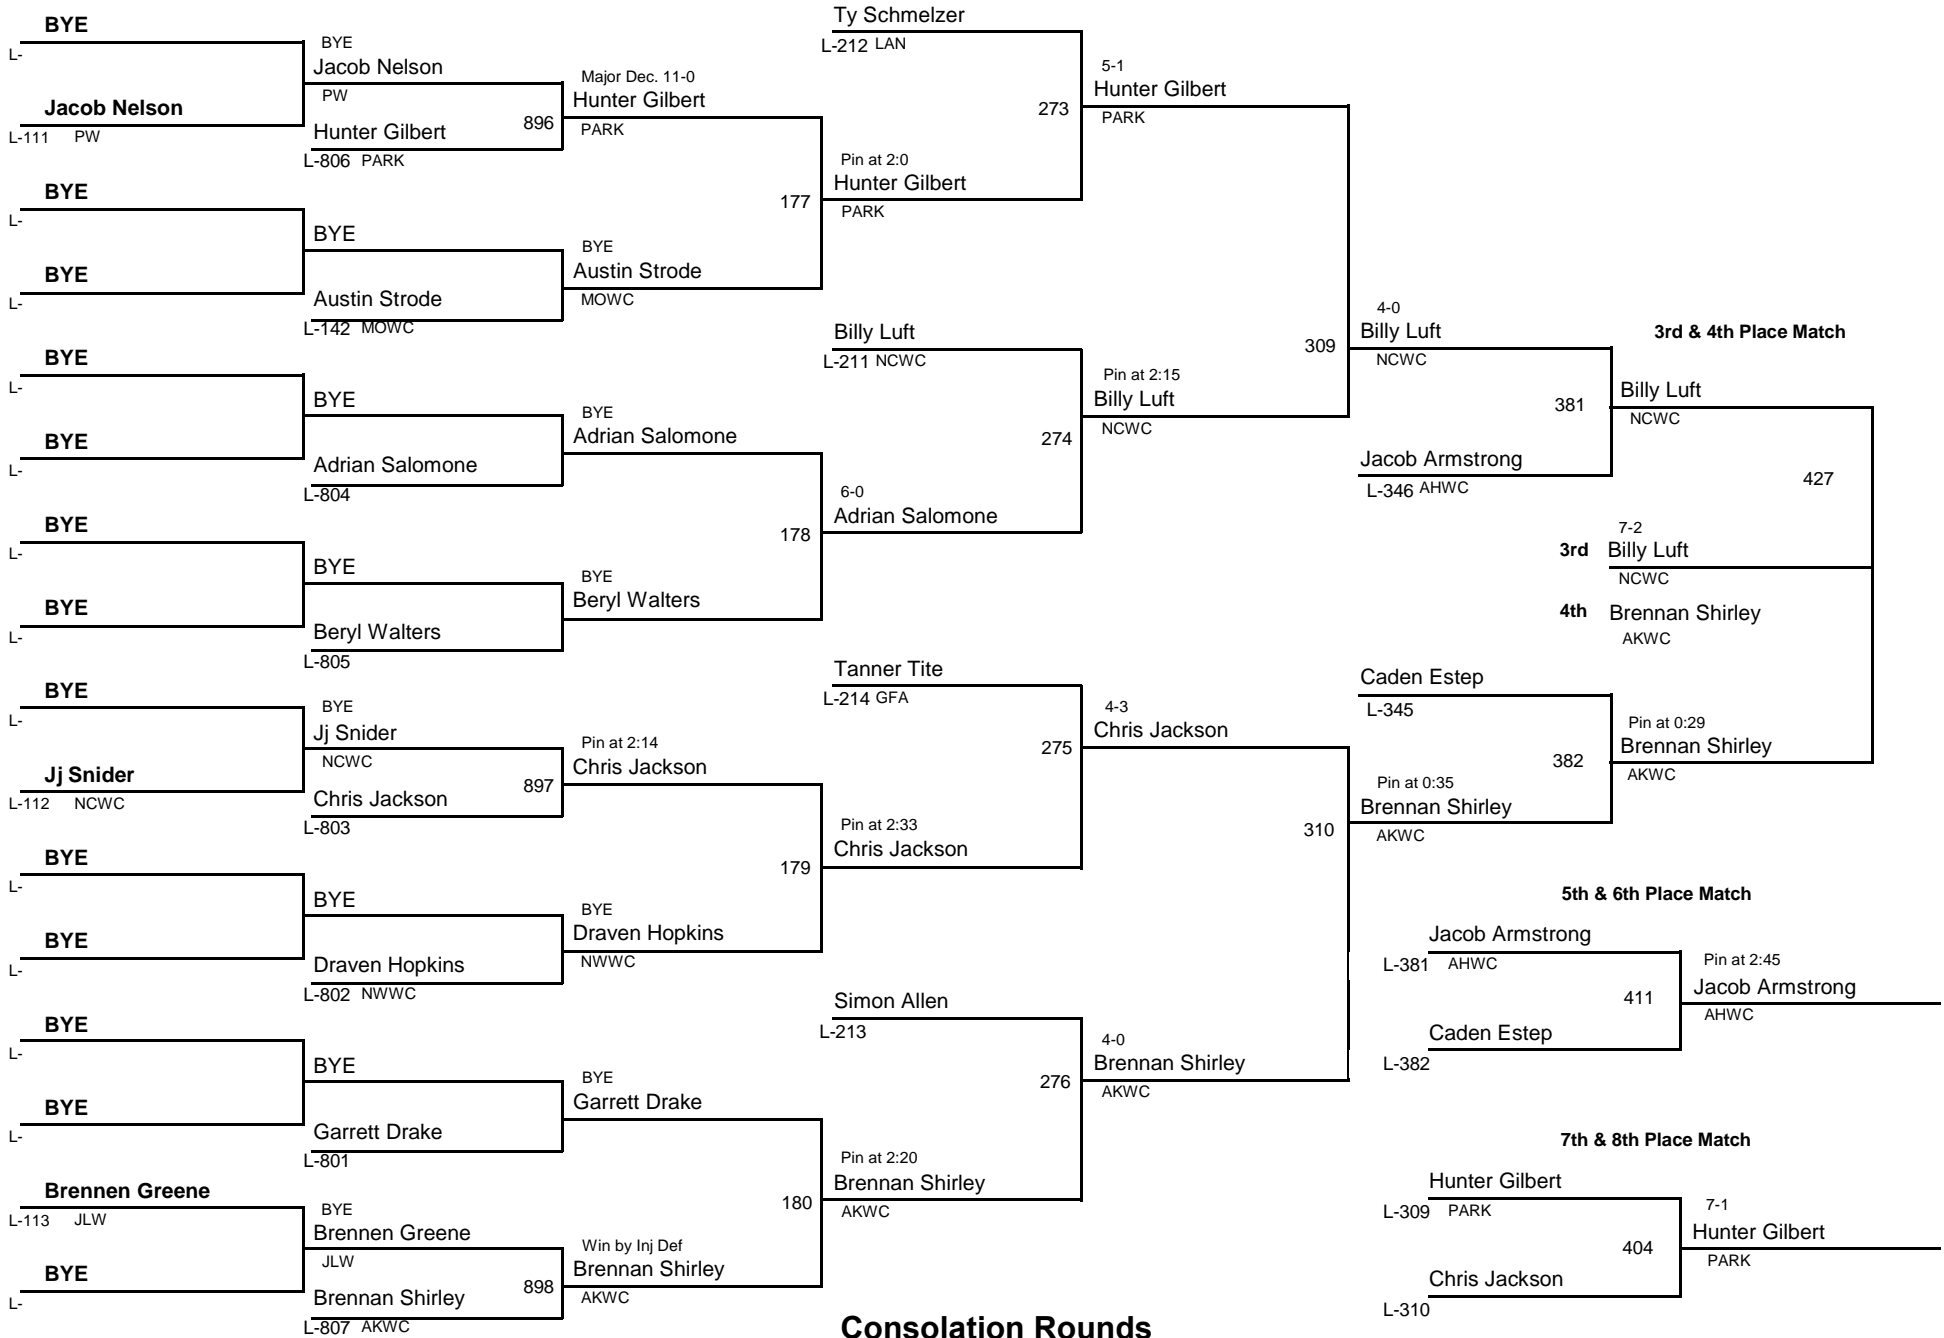 BYE
L-
Jacob Nelson
L-111 PW
BYE
L-
BYE
L-
BYE
L-
BYE
L-
BYE
L-
BYE
L-
BYE
L-
Jj Snider
L-112 NCWC
BYE
L-
BYE
L-
BYE
L-
BYE
L-
Brennen Greene
L-113 JLW
BYE
L-
BYE
Jacob Nelson
PW
896
Hunter Gilbert
L-806 PARK
BYE
Austin Strode
L-142 MOWC
BYE
Adrian Salomone
L-804
BYE
Beryl Walters
L-805
BYE
Jj Snider
NCWC
897
Chris Jackson
L-803
BYE
Draven Hopkins
L-802 NWWC
BYE
Garrett Drake
L-801
BYE
Brennen Greene
JLW
898
Brennan Shirley
L-807 AKWC
Major Dec. 11-0
Hunter Gilbert
PARK
177
BYE
Austin Strode
MOWC
BYE
Adrian Salomone
178
BYE
Beryl Walters
Pin at 2:14
Chris Jackson
179
BYE
Draven Hopkins
NWWC
BYE
Garrett Drake
180
Win by Inj Def
Brennan Shirley
AKWC
Ty Schmelzer
L-212 LAN
273
Pin at 2:0
Hunter Gilbert
PARK
Billy Luft
L-211 NCWC
274
6-0
Adrian Salomone
Tanner Tite
L-214 GFA
275
Pin at 2:33
Chris Jackson
Simon Allen
L-213
276
Pin at 2:20
Brennan Shirley
AKWC
5-1
Hunter Gilbert
PARK
309
Pin at 2:15
Billy Luft
NCWC
4-3
Chris Jackson
310
4-0
Brennan Shirley
AKWC
4-0
Billy Luft
NCWC
381
Jacob Armstrong
L-346 AHWC
Caden Estep
L-345
382
Pin at 0:35
Brennan Shirley
AKWC
3rd & 4th Place Match
Billy Luft
NCWC
427
7-2
3rd Billy Luft
NCWC
4th Brennan Shirley
AKWC
Pin at 0:29
Brennan Shirley
AKWC
5th & 6th Place Match
Jacob Armstrong
L-381 AHWC
411
Caden Estep
L-382
Pin at 2:45
Jacob Armstrong
AHWC
7th & 8th Place Match
Hunter Gilbert
L-309 PARK
404
Chris Jackson
L-310
7-1
Hunter Gilbert
PARK
Consolation Rounds